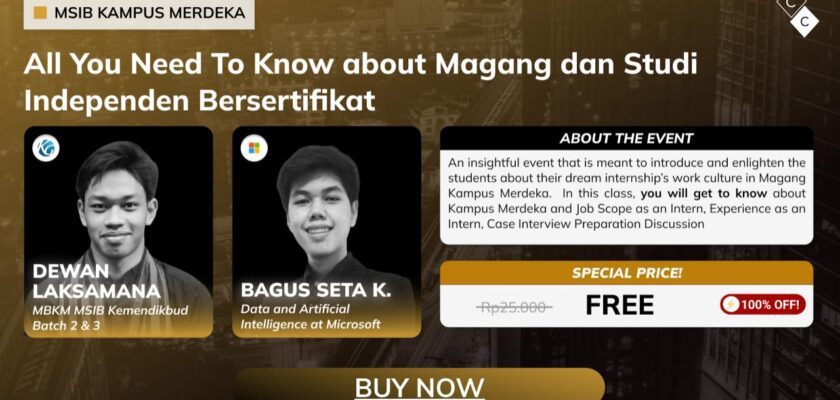 MSIB KAMPUS MERDEKA
C
C
All You Need To Know about Magang dan Studi
Independen Bersertifikat
DEWAN
LAKSAMANA
MBKM MSIB Kemendikbud
Batch 2 & 3
BAGUS SETA K.
Data and Artificial
Intelligence at Microsoft
ABOUT THE EVENT
An insightful event that is meant to introduce and enlighten the
students about their dream internship's work culture in Magang
Kampus Merdeka. In this class, you will get to know about
Kampus Merdeka and Job Scope as an Intern, Experience as an
Intern, Case Interview Preparation Discussion
SPECIAL PRICE!
Rp25.000
FREE
100% OFF!
BUY NOW